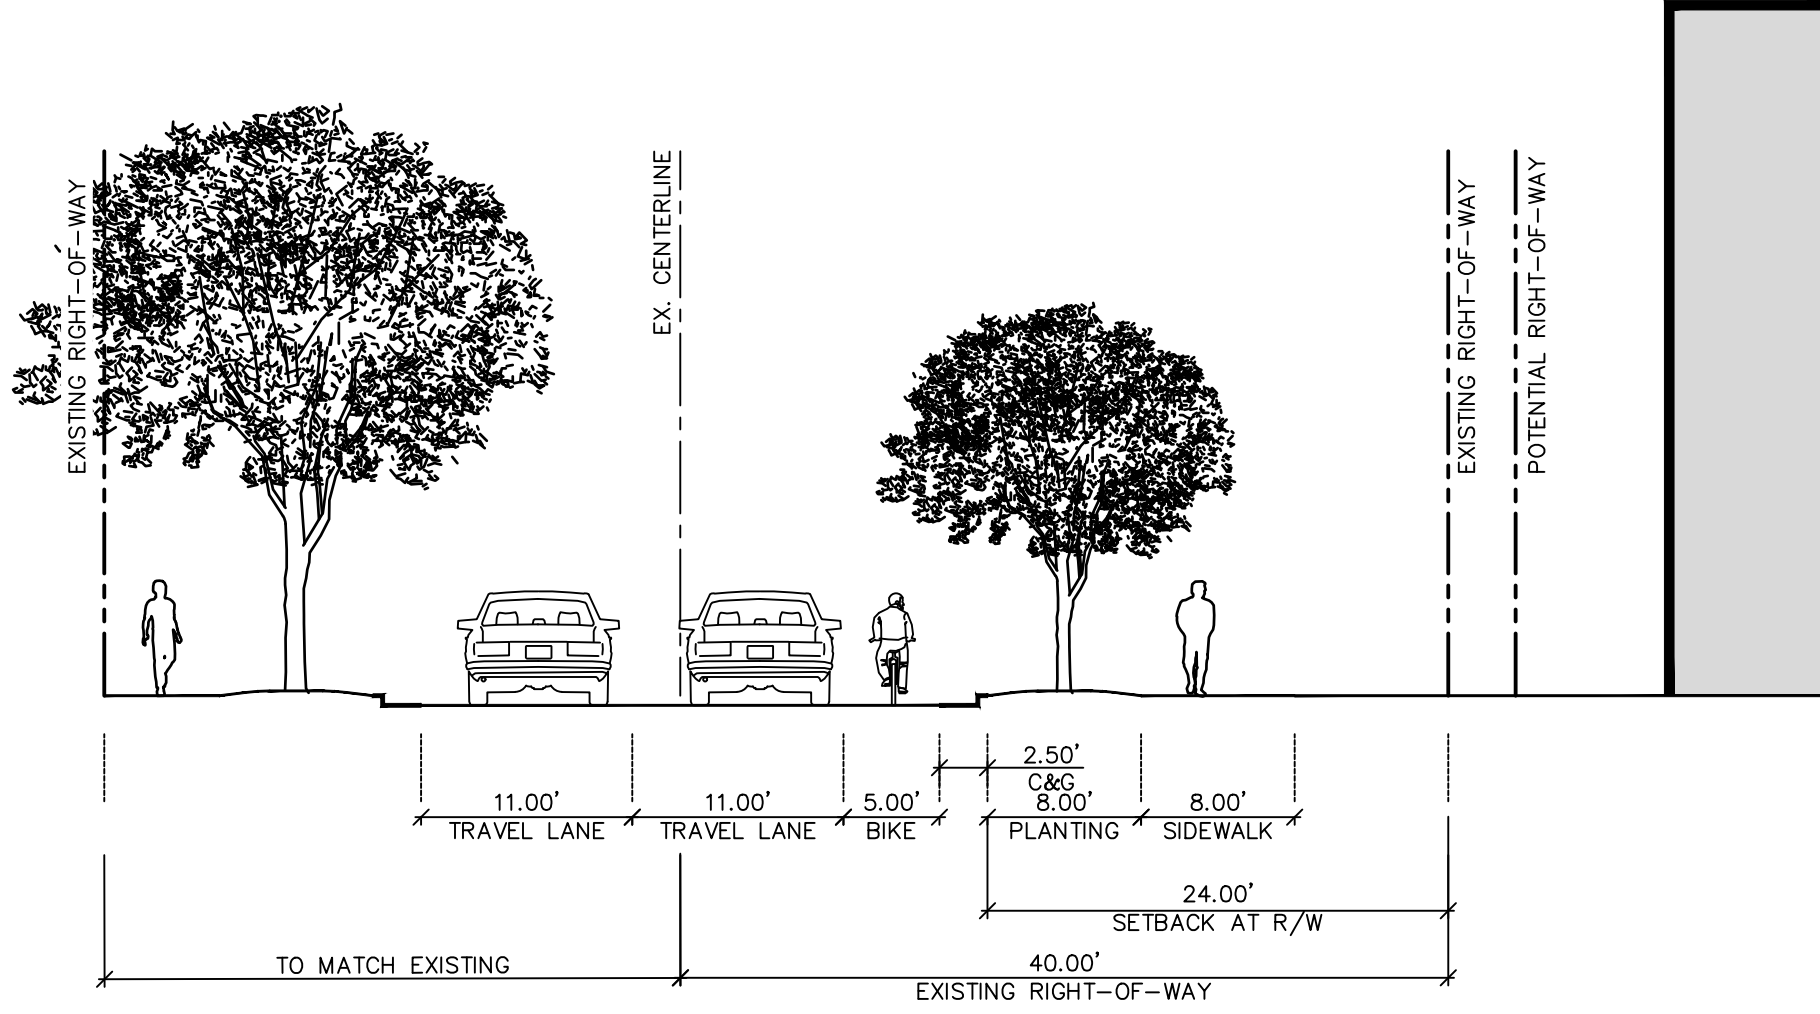 EXISTING RIGHT-OF-WAY
EX. CENTERLINE
EXISTING RIGHT-OF-WAY
POTENTIAL RIGHT-OF-WAY
2.50'
C&G
11.00'
TRAVEL LANE
11.00'
TRAVEL LANE
5.00'
BIKE
8.00'
PLANTING
8.00'
SIDEWALK
24.00'
SETBACK AT R/W
TO MATCH EXISTING
40.00'
EXISTING RIGHT-OF-WAY